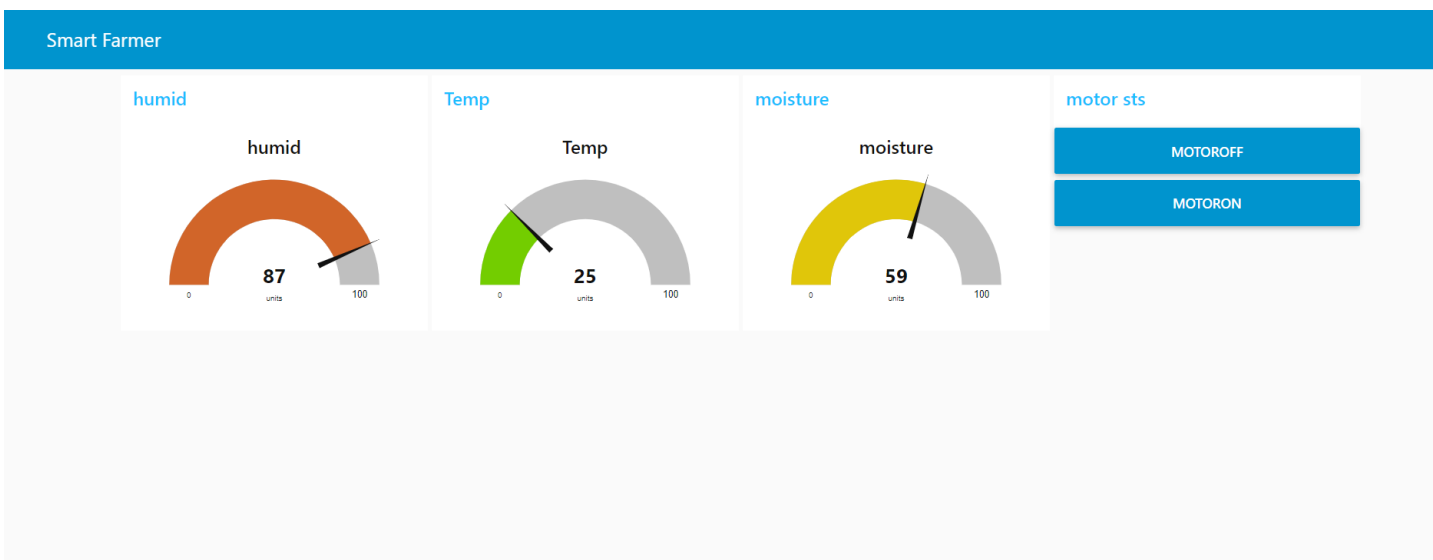 Smart Farmer
humid
humid
87
units
0
100
Temp
Temp
25
units
0
100
moisture
moisture
59
units
0
100
motor sts
MOTOROFF
MOTORON